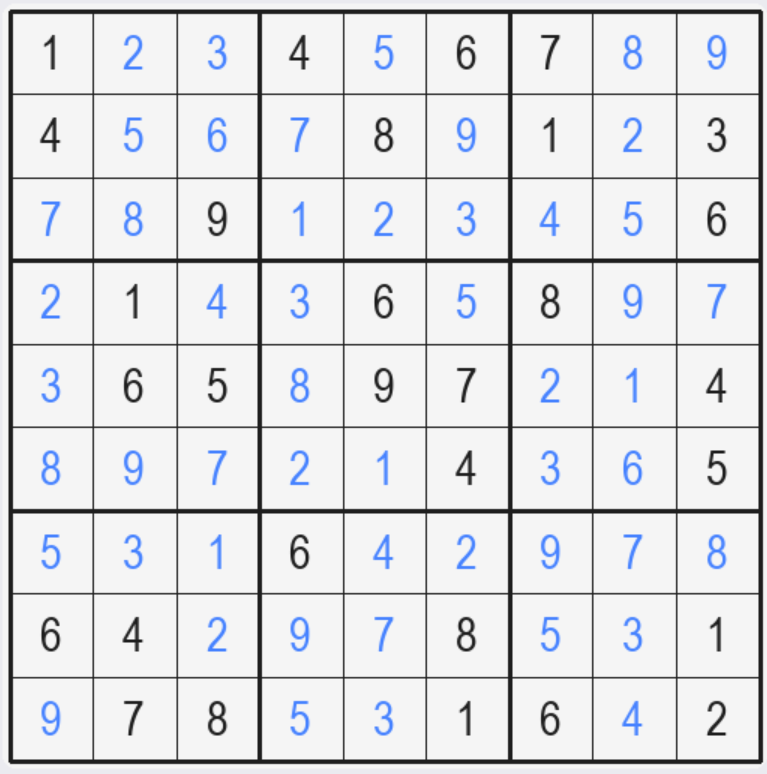 1 2 3 4 5 6 7 8 9
4 5 6 7 8 9 1 2 3
7 8 9 1 2 3 4 5 6
2 1 4 3 6 5 8 9 7
3 6 5 8 9 7 2 1 4
8 9 7 2 1 4 3 6 5
5 3 1 6 4 2 9 7 8
6 4 2 9 7 8 5 3 1
9 7 8 5 3 1 6 4 2